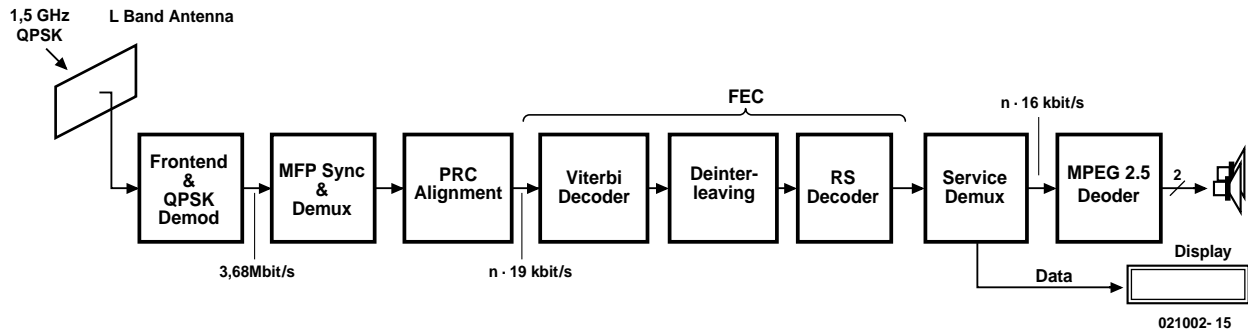 1,5 GHz
QPSK
L Band Antenna
FEC
n · 16 kbit/s
Frontend
&
QPSK
Demod
MFP Sync
&
Demux
PRC
Alignment
Viterbi
Decoder
Deinter-
leaving
RS
Decoder
Service
Demux
MPEG 2.5
Deoder
2
3,68Mbit/s
n · 19 kbit/s
Data
Display
021002- 15